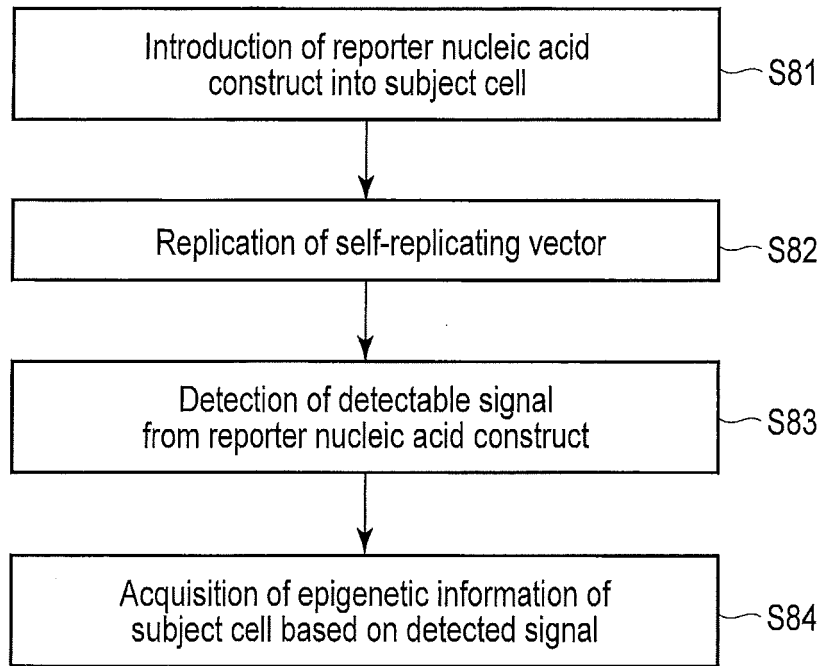 Introduction of reporter nucleic acid
construct into subject cell
S81
Replication of self-replicating vector
S82
Detection of detectable signal
from reporter nucleic acid construct
S83
Acquisition of epigenetic information of
subject cell based on detected signal
S84